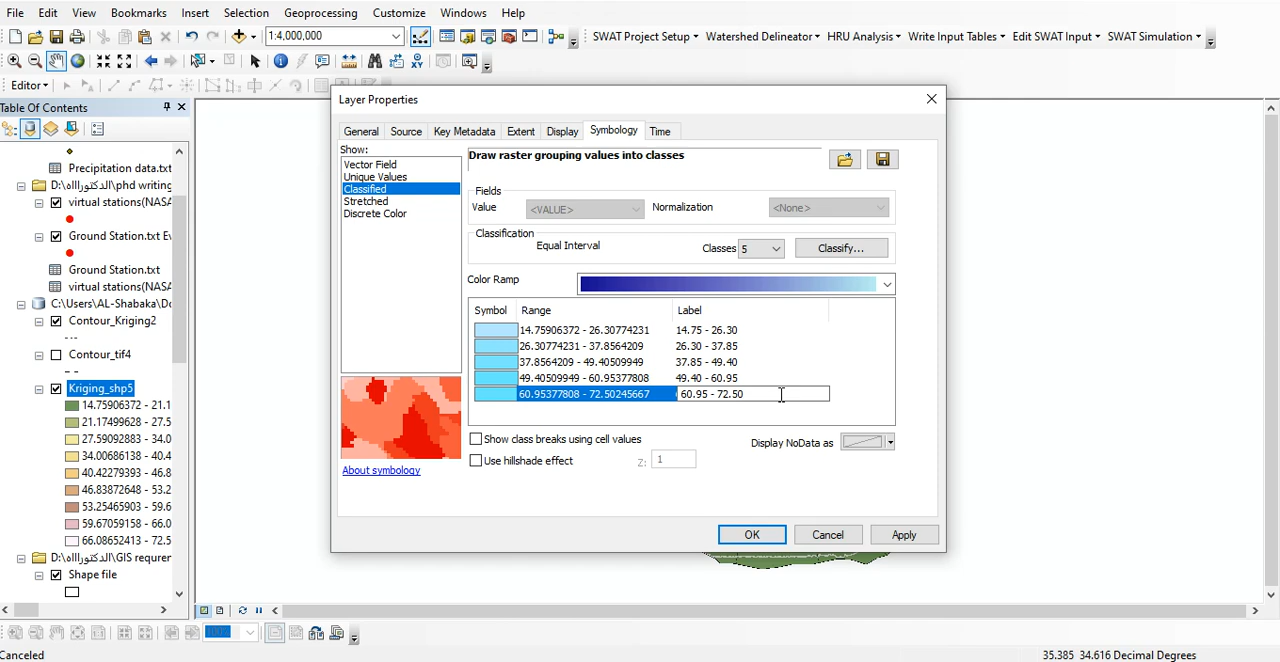 File Edit View Bookmarks Insert Selection Geoprocessing Customize Windows Help
1:4,000,000
SWAT Project Setup Watershed Delineator HRU Analysis Write Input Tables Edit SWAT Input SWAT Simulation
Editor
Table Of Contents
Precipitation data.txt
D:\الدكتورااه\phd writing
virtual stations(NASA
Ground Station.txt Ev
Ground Station.txt
virtual stations(NASA
C:\Users\AL-Shabaka\Do
Contour_Kriging2
Contour_tif4
Kriging_shp5
14.75906372 - 21.1
21.17499628 - 27.5
27.59092883 - 34.0
34.00686138 - 40.4
40.42279393 - 46.8
46.83872648 - 53.2
53.25465903 - 59.6
59.67059158 - 66.0
66.08652413 - 72.5
D:\الدكتورااه\GIS requrer
Shape file
Layer Properties
General Source Key Metadata Extent Display Symbology Time
Show:
Vector Field
Unique Values
Classified
Stretched
Discrete Color
About symbology
Draw raster grouping values into classes
Fields
Value <VALUE> Normalization <None>
Classification
Equal Interval Classes 5 Classify...
Color Ramp
Symbol Range Label
14.75906372 - 26.30774231 14.75 - 26.30
26.30774231 - 37.8564209 26.30 - 37.85
37.8564209 - 49.40509949 37.85 - 49.40
49.40509949 - 60.95377808 49.40 - 60.95
60.95377808 - 72.50245667 60.95 - 72.50
Show class breaks using cell values
Display NoData as
Use hillshade effect Z: 1
OK Cancel Apply
Canceled
35.385 34.616 Decimal Degrees